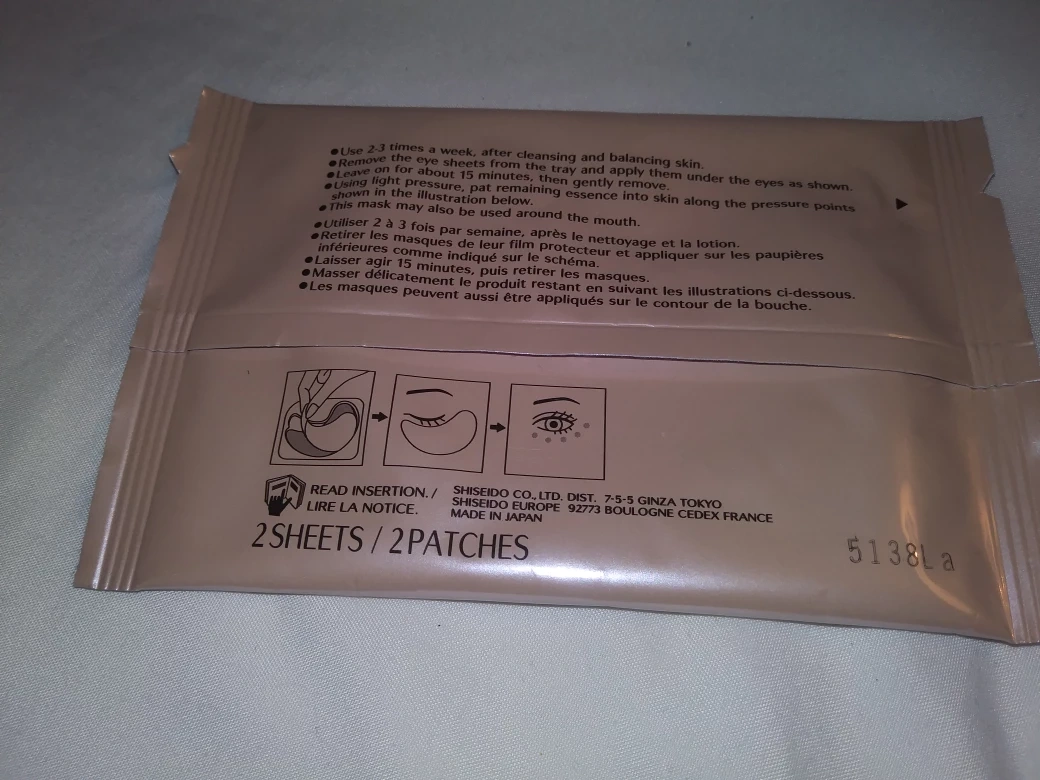 ●Use 2-3 times a week, after cleansing and balancing skin.
●Remove the eye sheets from the tray and apply them under the eyes as shown.
●Leave on for about 15 minutes, then gently remove.
●Using light pressure, pat remaining essence into skin along the pressure points
shown in the illustration below.
●This mask may also be used around the mouth.
●Utiliser 2 à 3 fois par semaine, après le nettoyage et la lotion.
●Retirer les masques de leur film protecteur et appliquer sur les paupières
inférieures comme indiqué sur le schéma.
●Laisser agir 15 minutes, puis retirer les masques.
●Masser délicatement le produit restant en suivant les illustrations ci-dessous.
●Les masques peuvent aussi être appliqués sur le contour de la bouche.
READ INSERTION. /
LIRE LA NOTICE.
SHISEIDO CO., LTD. DIST. 7-5-5 GINZA TOKYO
SHISEIDO EUROPE 92773 BOULOGNE CEDEX FRANCE
MADE IN JAPAN
2 SHEETS / 2 PATCHES
5138L a